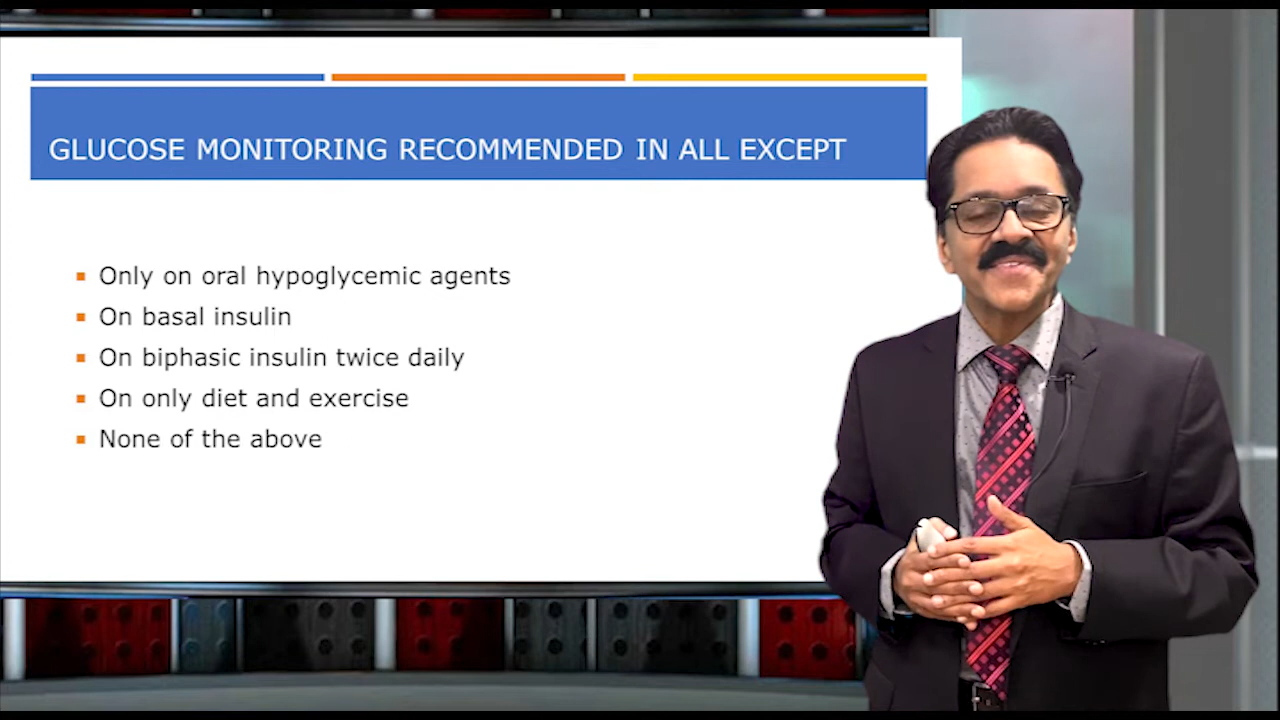 GLUCOSE MONITORING RECOMMENDED IN ALL EXCEPT
Only on oral hypoglycemic agents
On basal insulin
On biphasic insulin twice daily
On only diet and exercise
None of the above